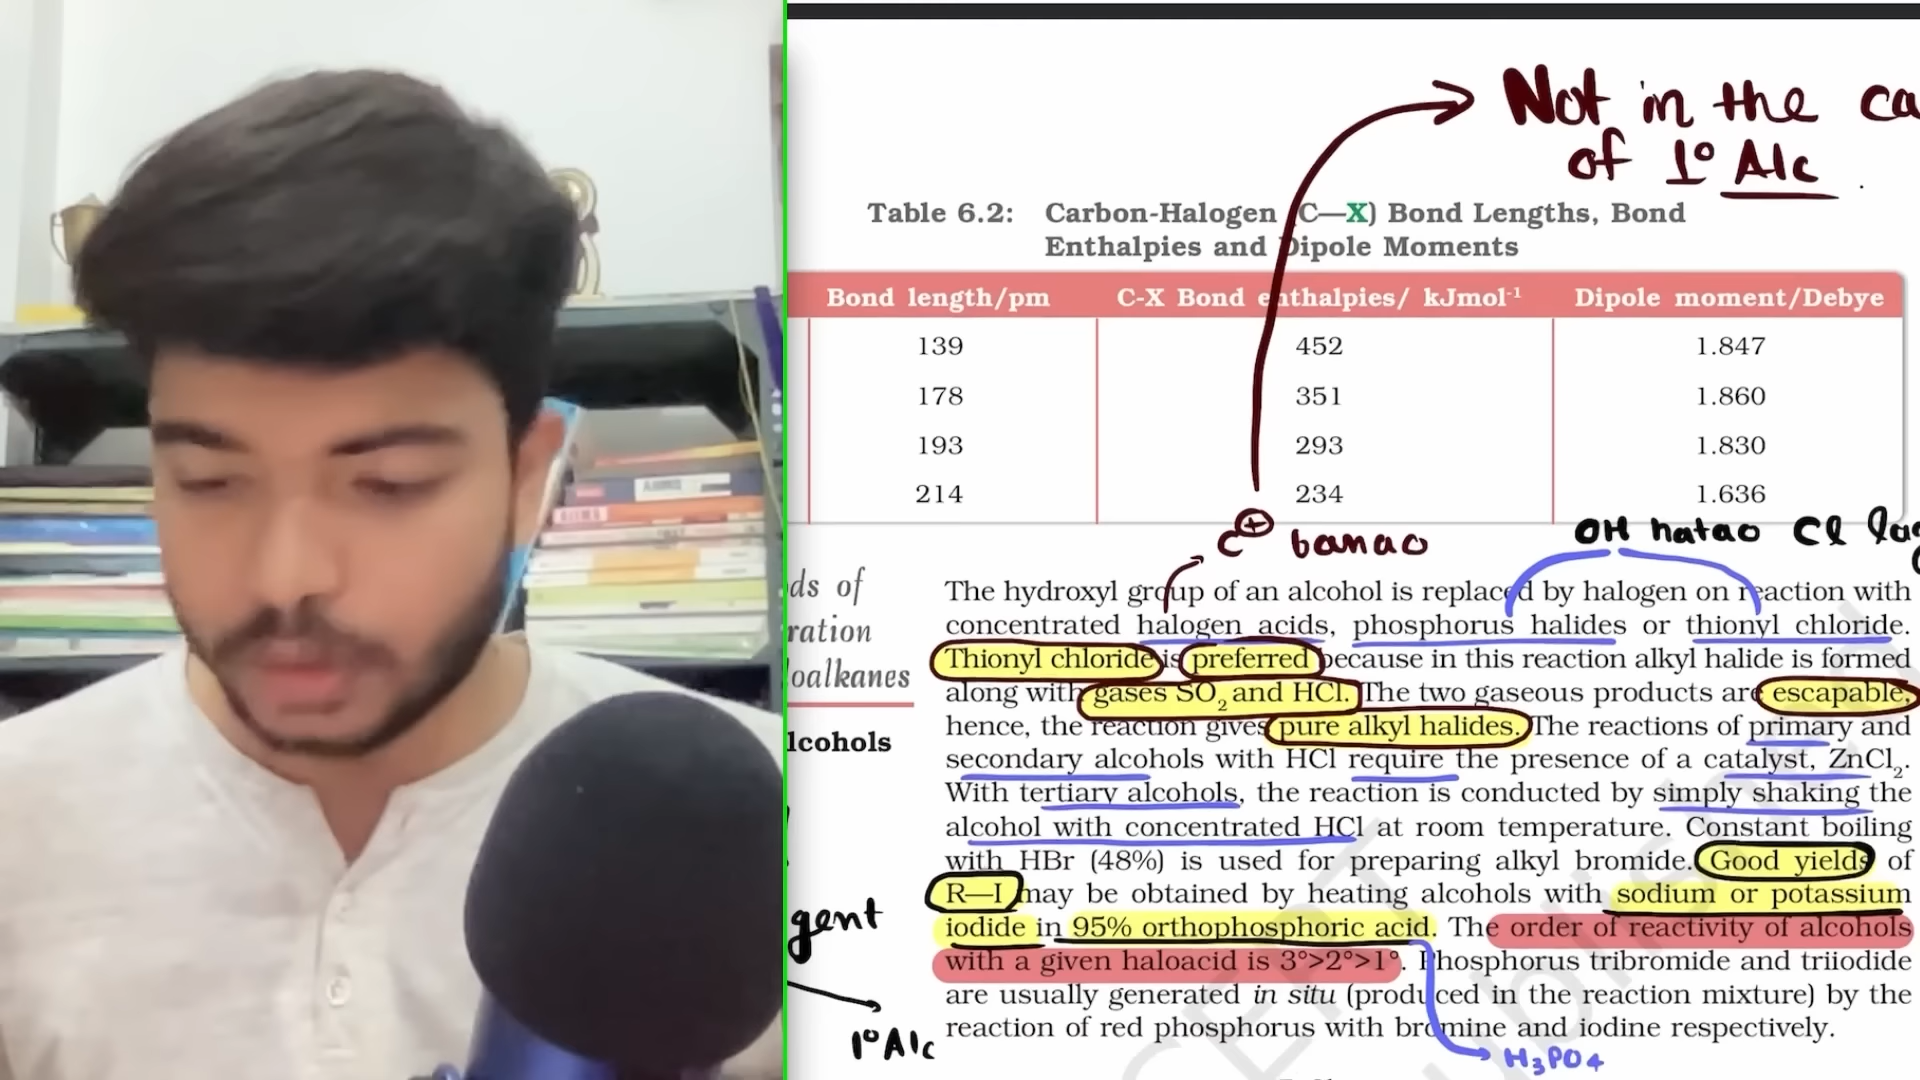 Not in the ca
of 1° Alc
Table 6.2: Carbon-Halogen (C—X) Bond Lengths, Bond
Enthalpies and Dipole Moments
Bond length/pm C-X Bond enthalpies/ kJmol-1 Dipole moment/Debye
139 452 1.847
178 351 1.860
193 293 1.830
214 234 1.636
C⊕ banao
OH hatao Cl
ds of
ration
loalkanes
lcohols
The hydroxyl group of an alcohol is replaced by halogen on reaction with
concentrated halogen acids, phosphorus halides or thionyl chloride.
Thionyl chloride is preferred because in this reaction alkyl halide is formed
along with gases SO2 and HCl. The two gaseous products are escapable,
hence, the reaction gives pure alkyl halides. The reactions of primary and
secondary alcohols with HCl require the presence of a catalyst, ZnCl2.
With tertiary alcohols, the reaction is conducted by simply shaking the
alcohol with concentrated HCl at room temperature. Constant boiling
with HBr (48%) is used for preparing alkyl bromide. Good yields of
R—I may be obtained by heating alcohols with sodium or potassium
iodide in 95% orthophosphoric acid. The order of reactivity of alcohols
with a given haloacid is 3°>2°>1°. Phosphorus tribromide and triiodide
are usually generated in situ (produced in the reaction mixture) by the
reaction of red phosphorus with bromine and iodine respectively.
gent
1°Alc
H3PO4